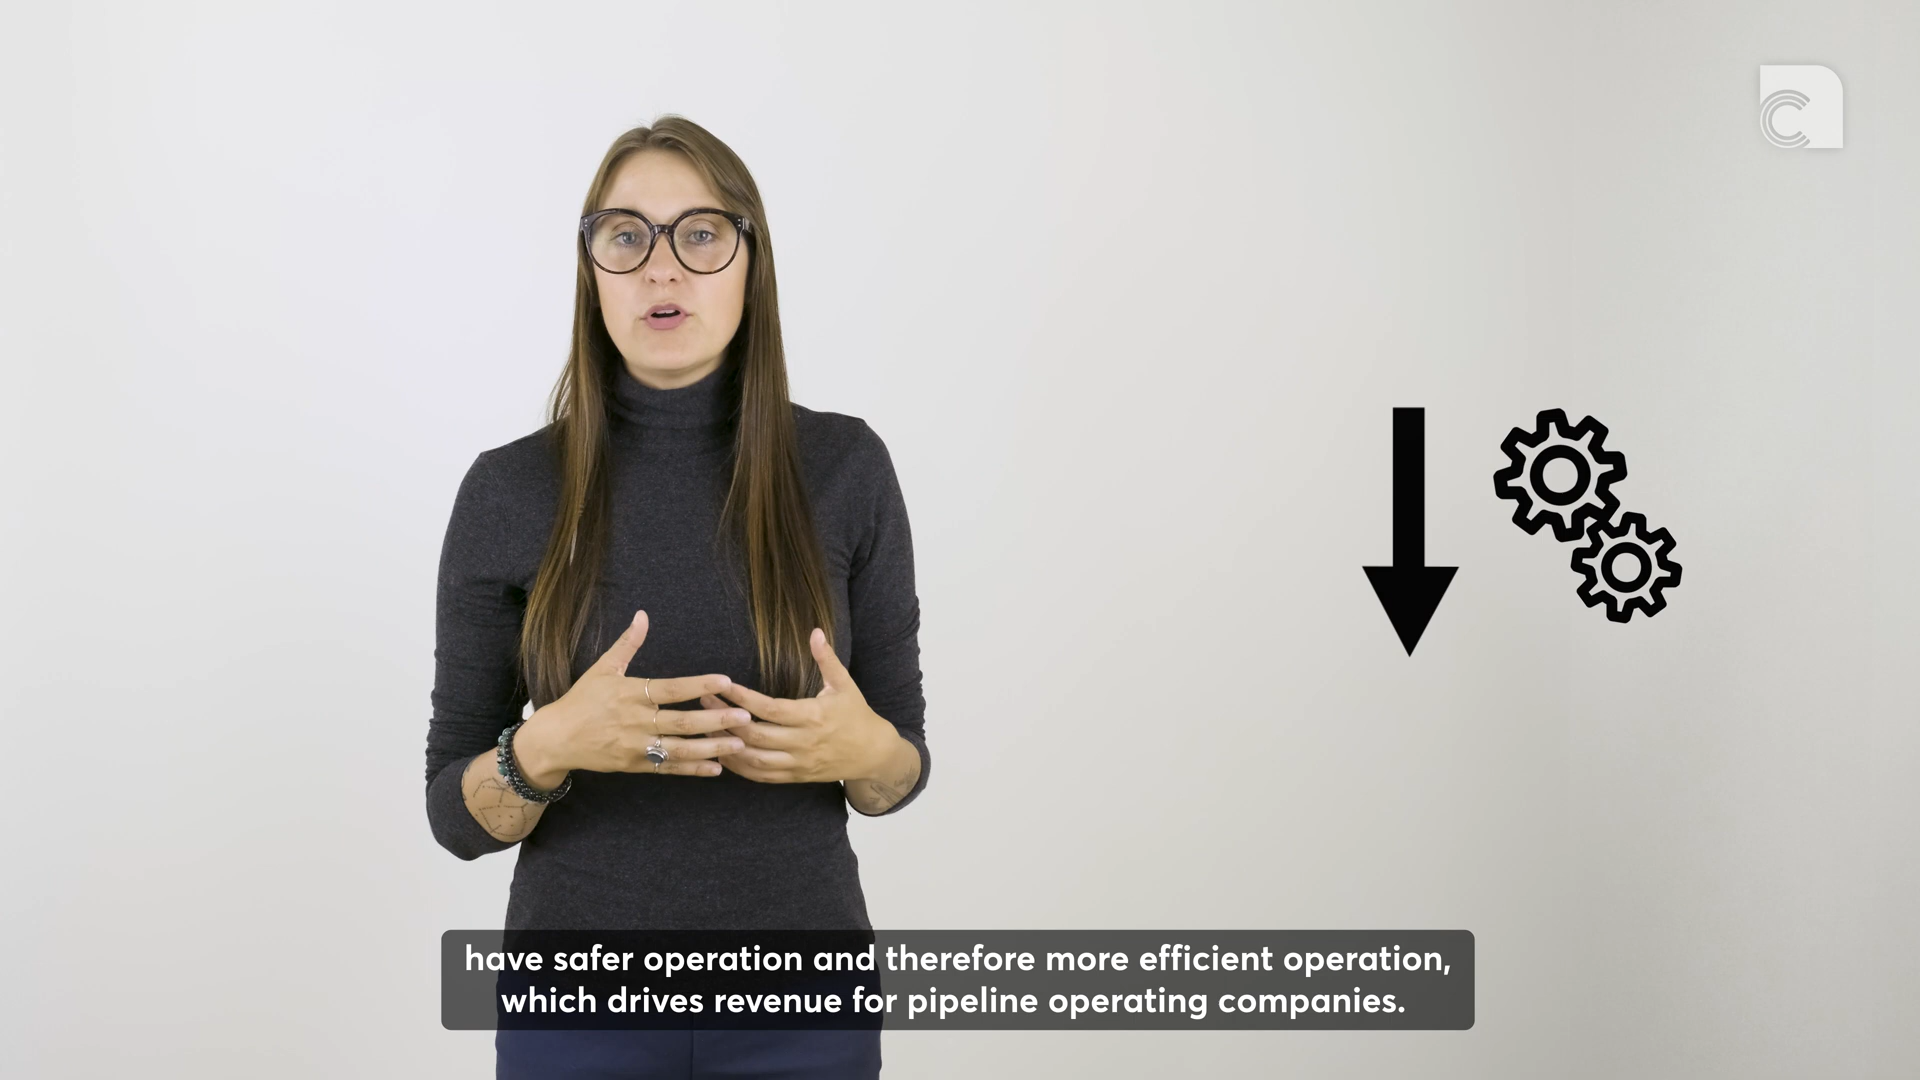 have safer operation and therefore more efficient operation,
which drives revenue for pipeline operating companies.